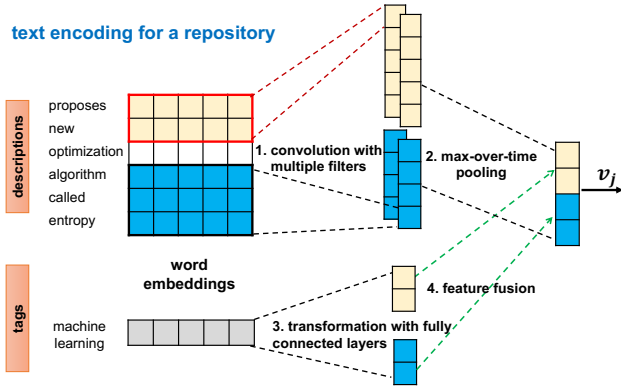 text encoding for a repository
descriptions
proposes
new
optimization
algorithm
called
entropy
1. convolution with
multiple filters
2. max-over-time
pooling
v_j
word
embeddings
tags
machine
learning
3. transformation with fully
connected layers
4. feature fusion